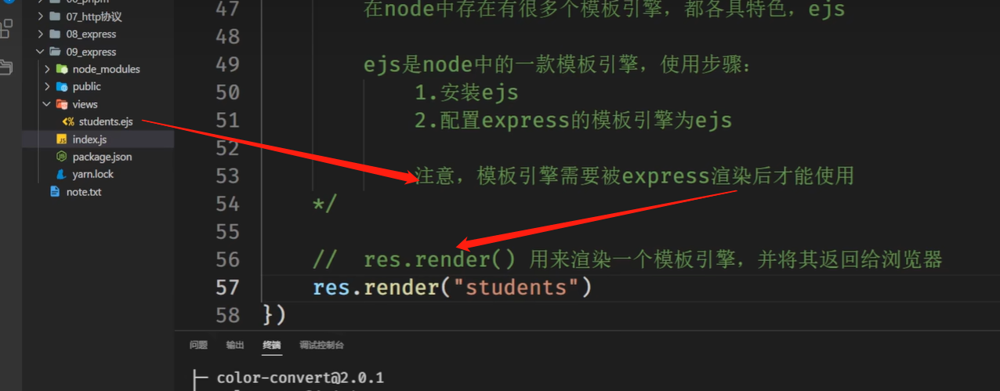 07_http协议
08_express
09_express
node_modules
public
views
students.ejs
index.js
package.json
yarn.lock
note.txt
47 在node中存在有很多个模板引擎,都各具特色,ejs
48
49 ejs是node中的一款模板引擎,使用步骤:
50 1.安装ejs
51 2.配置express的模板引擎为ejs
52
53 注意,模板引擎需要被express渲染后才能使用
54 */
55
56 // res.render() 用来渲染一个模板引擎,并将其返回给浏览器
57 res.render("students")
58 })
问题 输出 终端 调试控制台
├─ color-convert@2.0.1